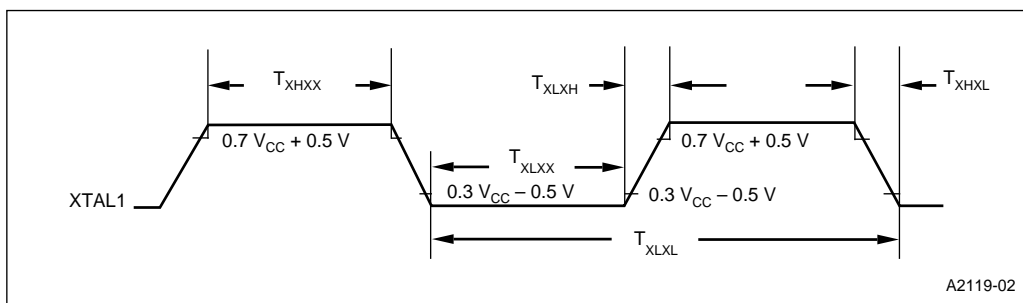 T_XHXX
T_XLXH
T_XHXL
0.7 V_CC + 0.5 V
0.7 V_CC + 0.5 V
T_XLXX
XTAL1
0.3 V_CC – 0.5 V
0.3 V_CC – 0.5 V
T_XLXL
A2119-02